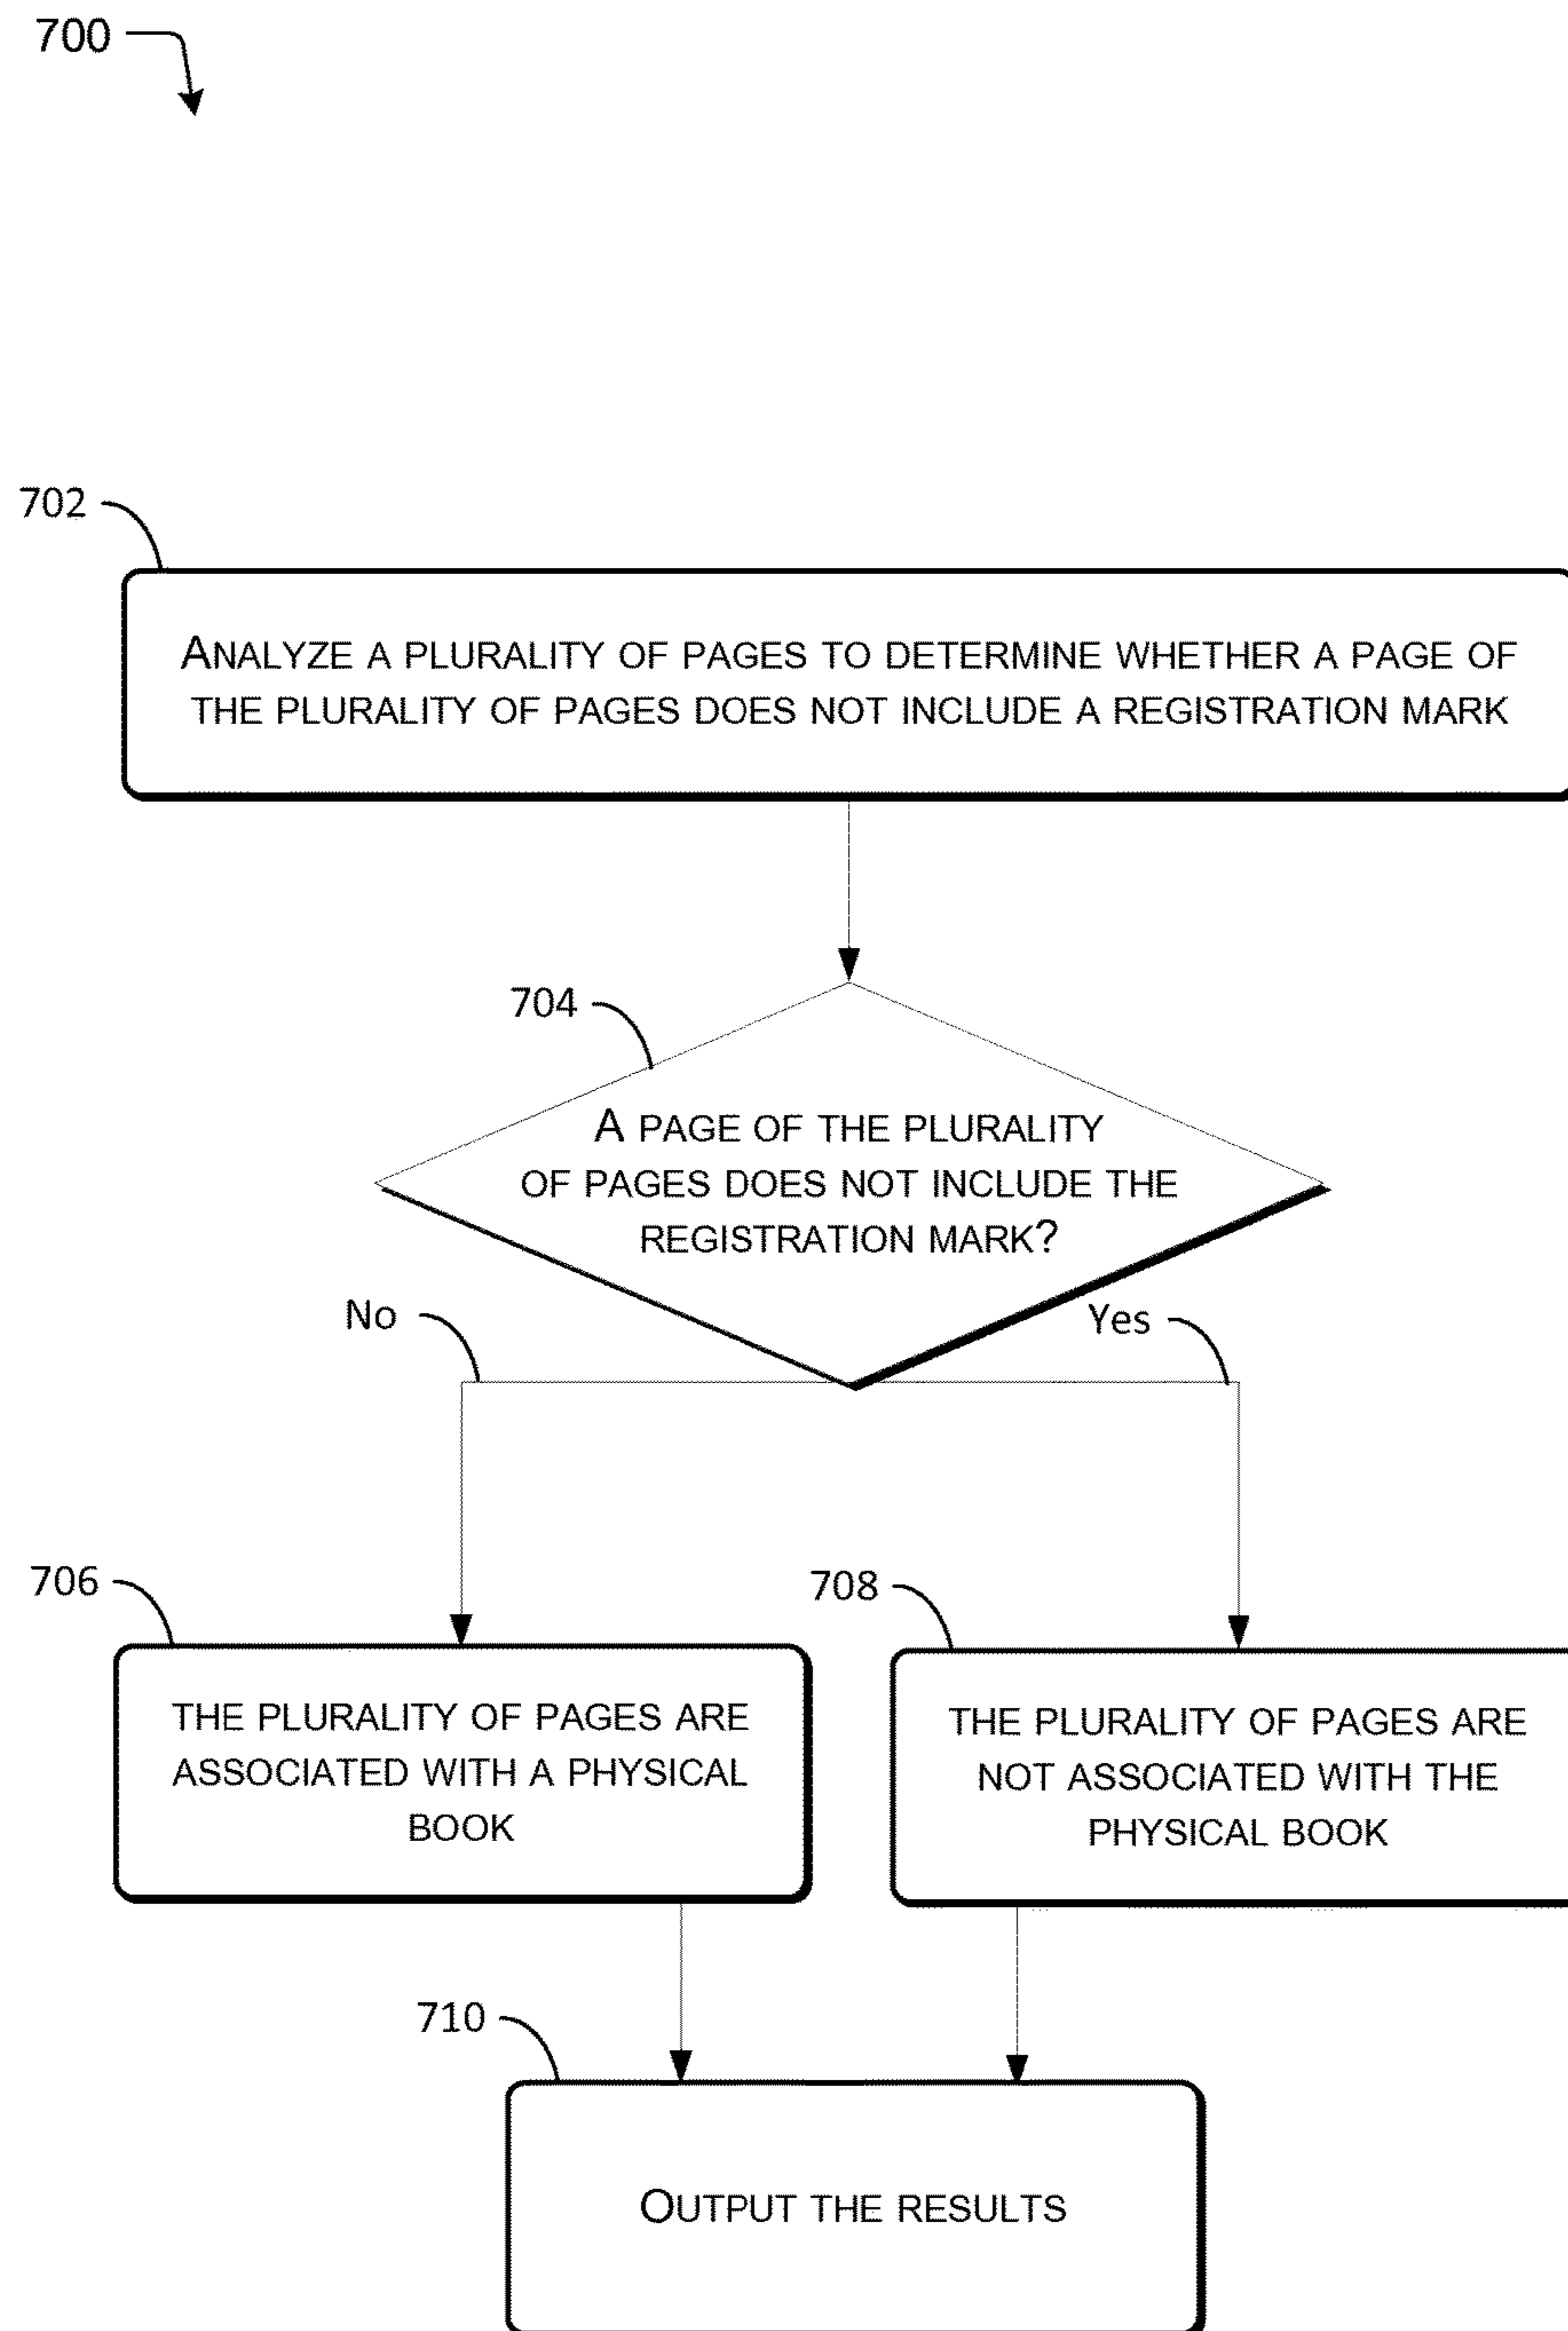 700
702
ANALYZE A PLURALITY OF PAGES TO DETERMINE WHETHER A PAGE OF
THE PLURALITY OF PAGES DOES NOT INCLUDE A REGISTRATION MARK
704
A PAGE OF THE PLURALITY
OF PAGES DOES NOT INCLUDE THE
REGISTRATION MARK?
No
Yes
706
THE PLURALITY OF PAGES ARE
ASSOCIATED WITH A PHYSICAL
BOOK
708
THE PLURALITY OF PAGES ARE
NOT ASSOCIATED WITH THE
PHYSICAL BOOK
710
OUTPUT THE RESULTS